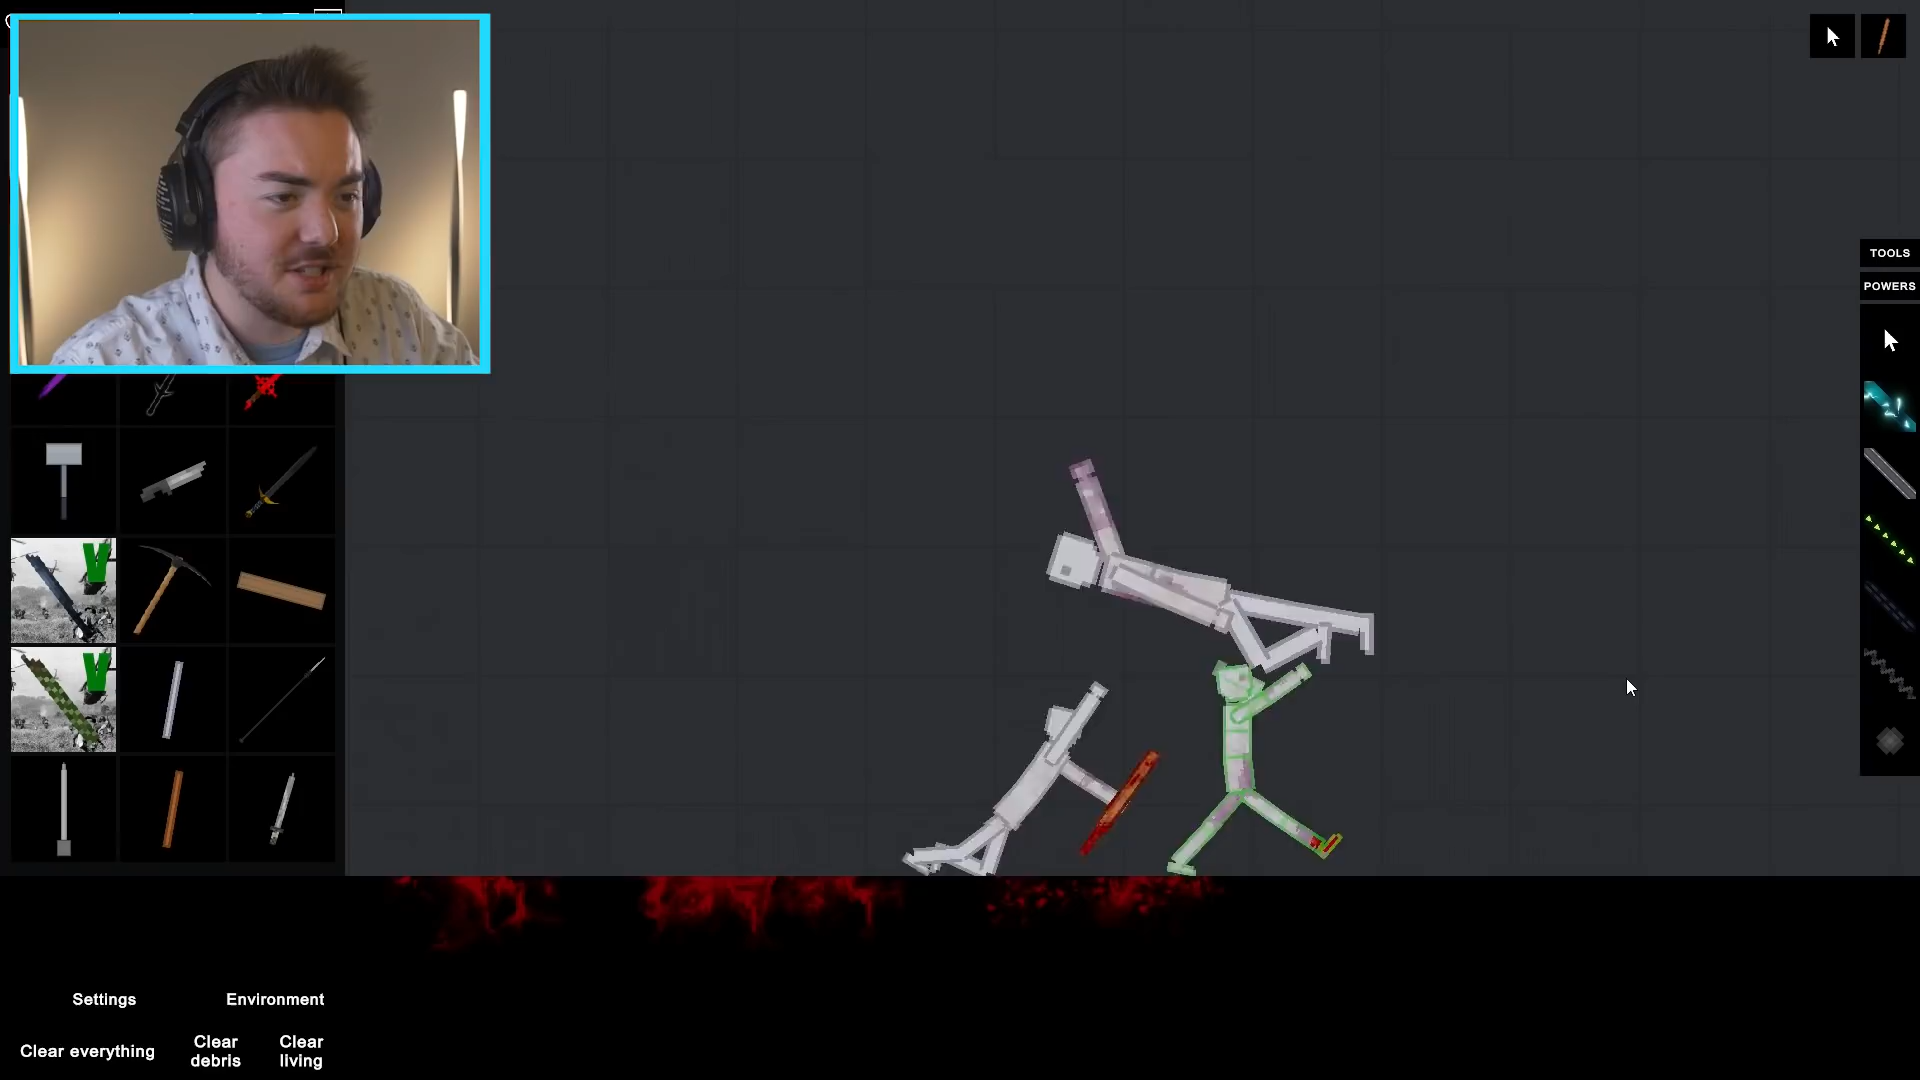 TOOLS
POWERS
V
V
Settings
Environment
Clear everything
Clear
debris
Clear
living